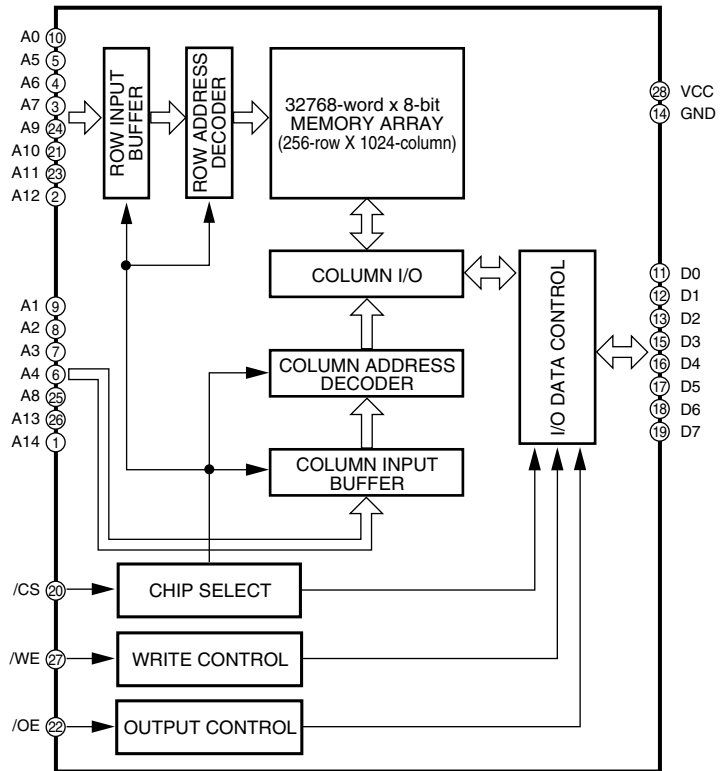 A0 10
A5 5
A6 4
A7 3
A9 24
A10 21
A11 23
A12 2
ROW INPUT
BUFFER
ROW ADDRESS
DECODER
32768-word x 8-bit
MEMORY ARRAY
(256-row X 1024-column)
28 VCC
14 GND
COLUMN I/O
I/O DATA CONTROL
11 D0
12 D1
13 D2
15 D3
16 D4
17 D5
18 D6
19 D7
A1 9
A2 8
A3 7
A4 6
A8 25
A13 26
A14 1
COLUMN ADDRESS
DECODER
COLUMN INPUT
BUFFER
/CS 20
CHIP SELECT
/WE 27
WRITE CONTROL
/OE 22
OUTPUT CONTROL